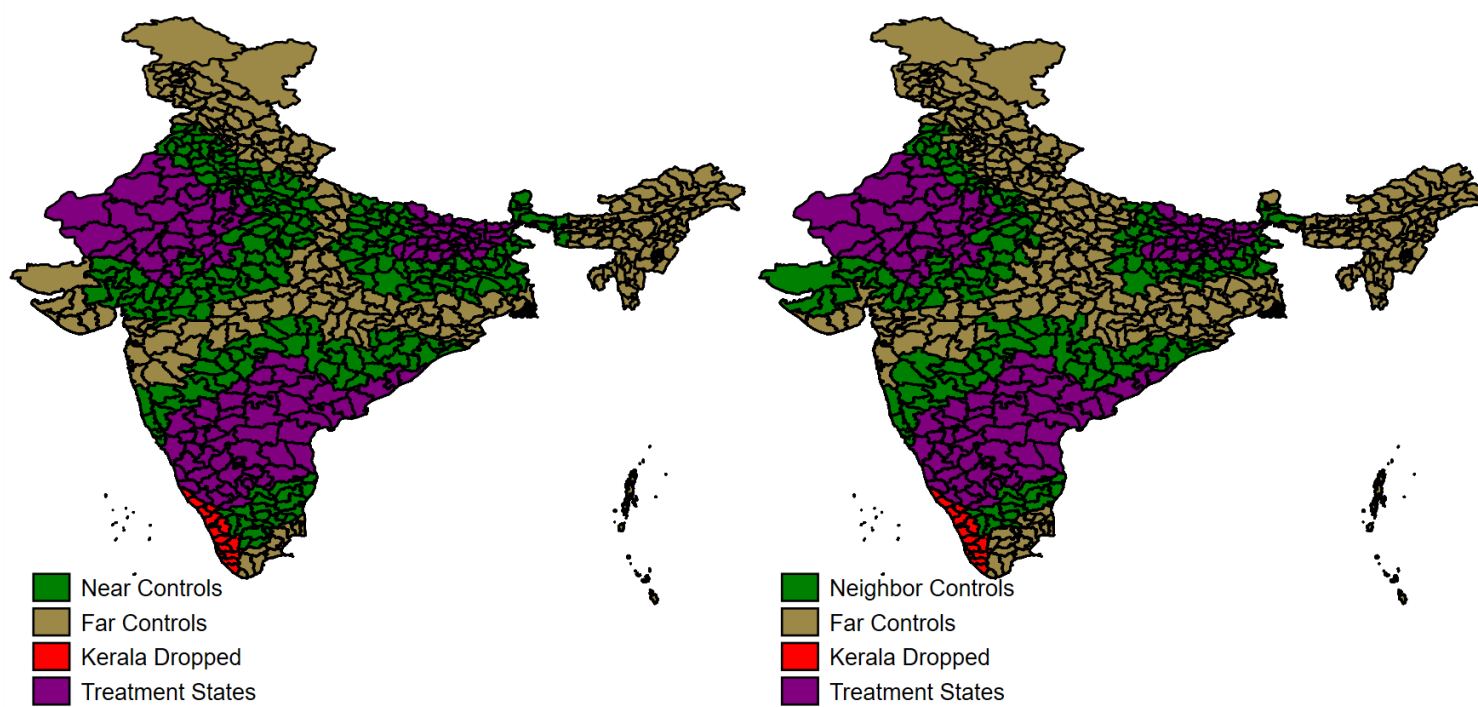 Near Controls
Far Controls
Kerala Dropped
Treatment States
Neighbor Controls
Far Controls
Kerala Dropped
Treatment States